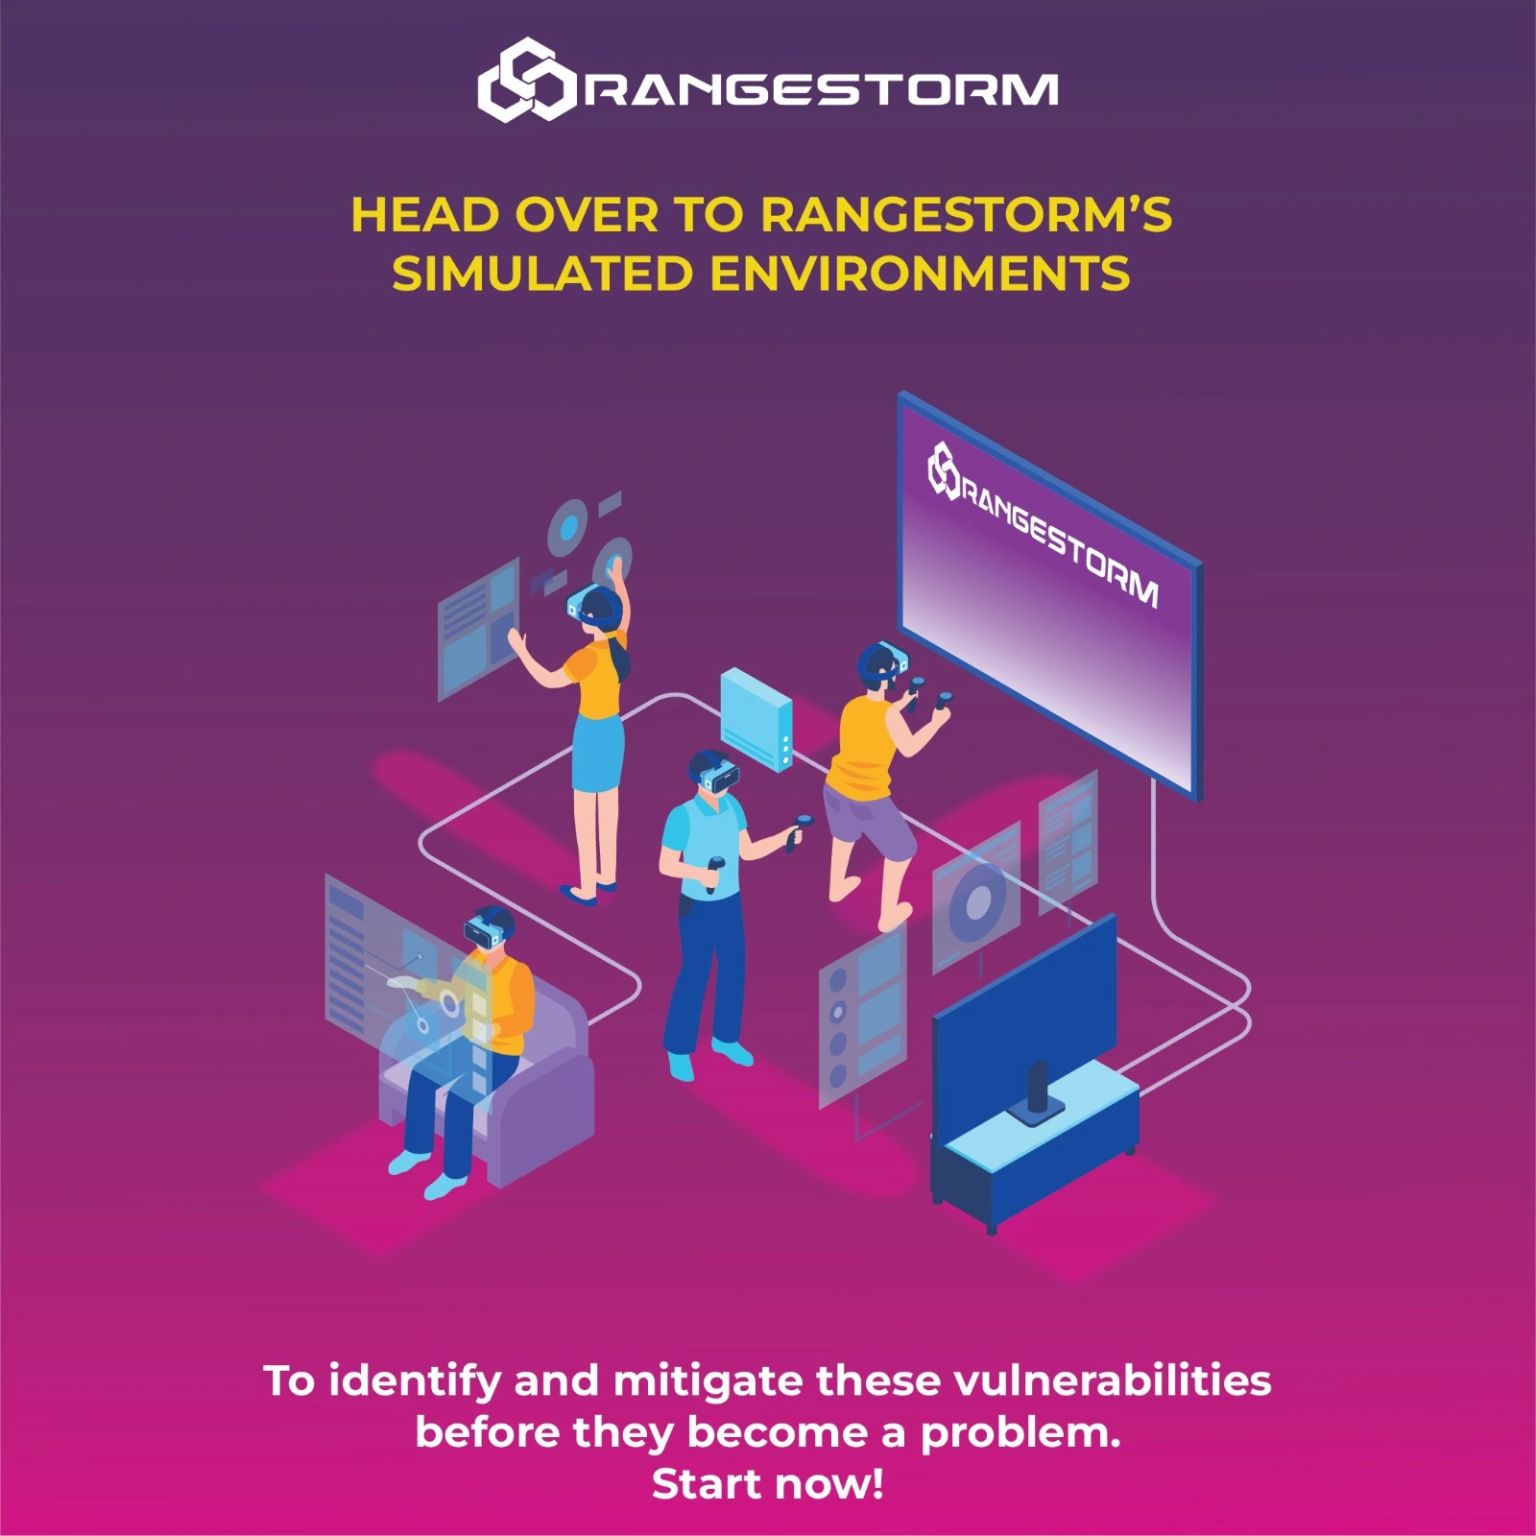 RANGESTORM
HEAD OVER TO RANGESTORM’S
SIMULATED ENVIRONMENTS
RANGESTORM
To identify and mitigate these vulnerabilities
before they become a problem.
Start now!